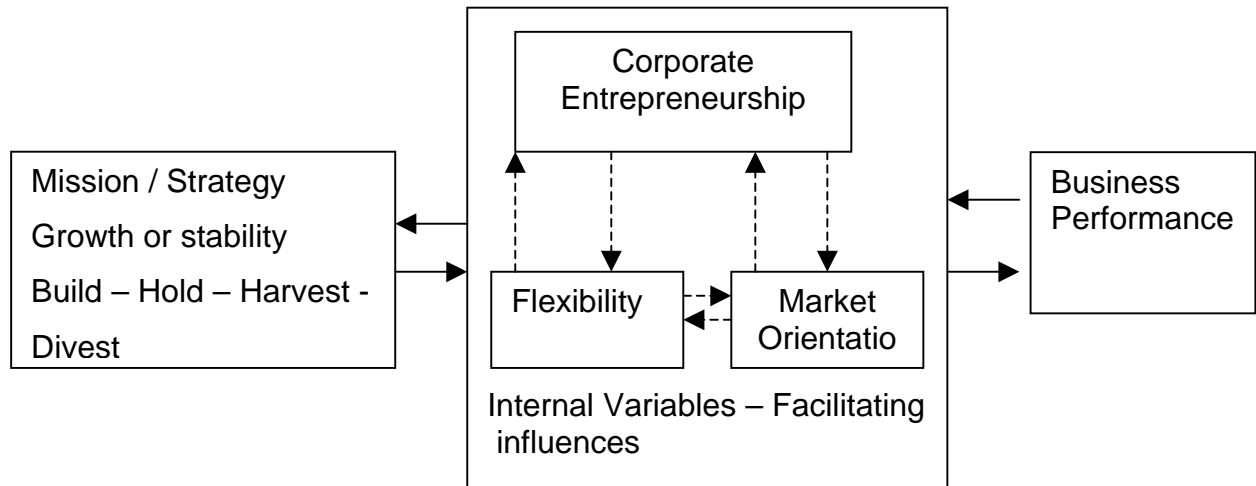 Corporate
Entrepreneurship
Mission / Strategy
Growth or stability
Build – Hold – Harvest -
Divest
Flexibility
Market
Orientatio
Internal Variables – Facilitating
influences
Business
Performance